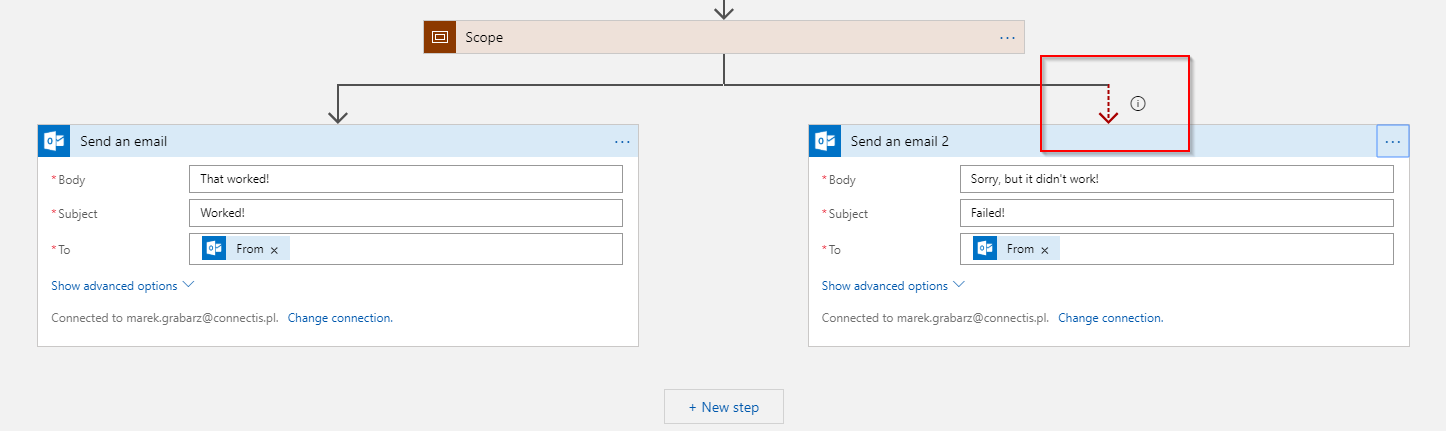 Scope
Send an email
* Body
That worked!
* Subject
Worked!
* To
From ×
Show advanced options
Connected to marek.grabarz@connectis.pl. Change connection.
Send an email 2
* Body
Sorry, but it didn't work!
* Subject
Failed!
* To
From ×
Show advanced options
Connected to marek.grabarz@connectis.pl. Change connection.
+ New step